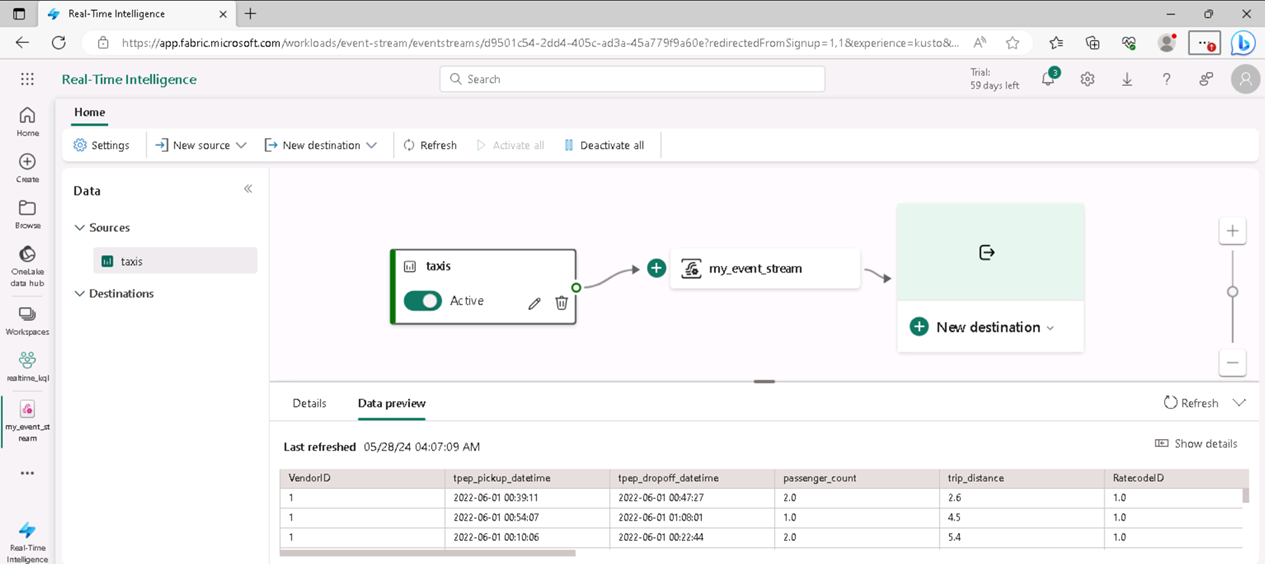 Real-Time Intelligence
https://app.fabric.microsoft.com/workloads/event-stream/eventstreams/d9501c54-2dd4-405c-ad3a-45a779f9a60e?redirectedFromSignup=1,1&experience=kusto&...
Real-Time Intelligence
Search
Trial:
59 days left
3
Home
Settings
New source
New destination
Refresh
Activate all
Deactivate all
Home
Create
Browse
OneLake
data hub
Workspaces
realtime_kql
my_event_st
ream
Real-Time
Intelligence
Data
Sources
taxis
Destinations
taxis
Active
my_event_stream
New destination
Details
Data preview
Refresh
Last refreshed 05/28/24 04:07:09 AM
Show details
VendorID tpep_pickup_datetime tpep_dropoff_datetime passenger_count trip_distance RatecodeID
1 2022-06-01 00:39:11 2022-06-01 00:47:27 2.0 2.6 1.0
1 2022-06-01 00:54:07 2022-06-01 01:08:01 1.0 4.5 1.0
1 2022-06-01 00:10:06 2022-06-01 00:22:44 2.0 5.4 1.0